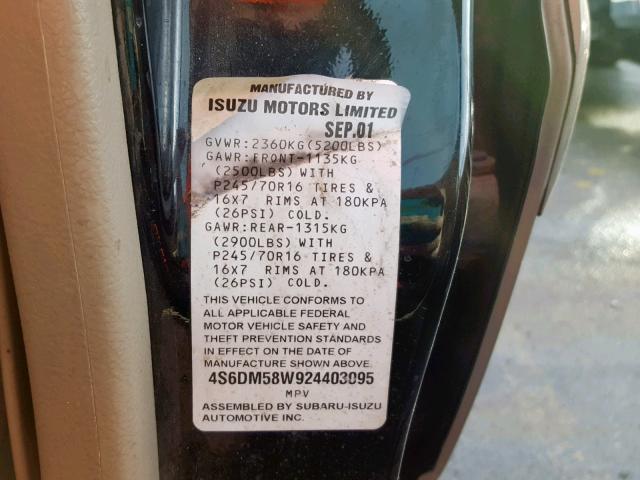 MANUFACTURED BY
ISUZU MOTORS LIMITED
SEP.01
GVWR:2360KG(5200LBS)
GAWR:FRONT-1135KG
(2500LBS)WITH
P245/70R16 TIRES &
16X7 RIMS AT 180KPA
(26PSI) COLD.
GAWR:REAR-1315KG
(2900LBS)WITH
P245/70R16 TIRES &
16X7 RIMS AT 180KPA
(26PSI) COLD.
THIS VEHICLE CONFORMS TO
ALL APPLICABLE FEDERAL
MOTOR VEHICLE SAFETY AND
THEFT PREVENTION STANDARDS
IN EFFECT ON THE DATE OF
MANUFACTURE SHOWN ABOVE.
4S6DM58W924403095
MPV
ASSEMBLED BY SUBARU-ISUZU
AUTOMOTIVE INC.